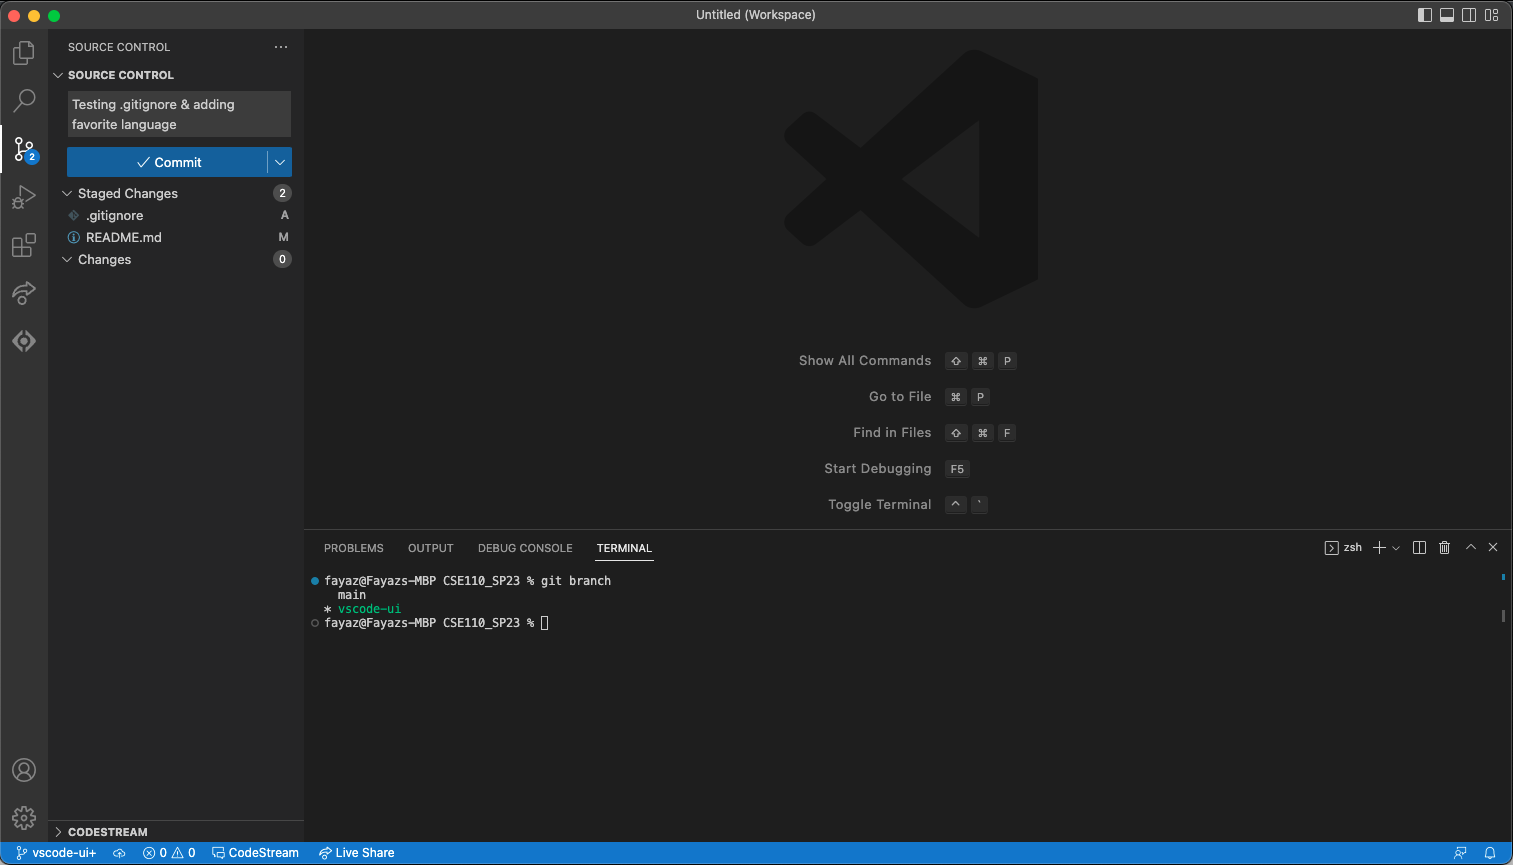 Untitled (Workspace)
SOURCE CONTROL
SOURCE CONTROL
Testing .gitignore & adding
favorite language
Commit
Staged Changes 2
.gitignore A
README.md M
Changes 0
2
CODESTREAM
Show All Commands ⇧ ⌘ P
Go to File ⌘ P
Find in Files ⇧ ⌘ F
Start Debugging F5
Toggle Terminal ^ `
PROBLEMS OUTPUT DEBUG CONSOLE TERMINAL zsh
fayaz@Fayazs-MBP CSE110_SP23 % git branch
main
* vscode-ui
fayaz@Fayazs-MBP CSE110_SP23 %
vscode-ui+ 0 0 CodeStream Live Share